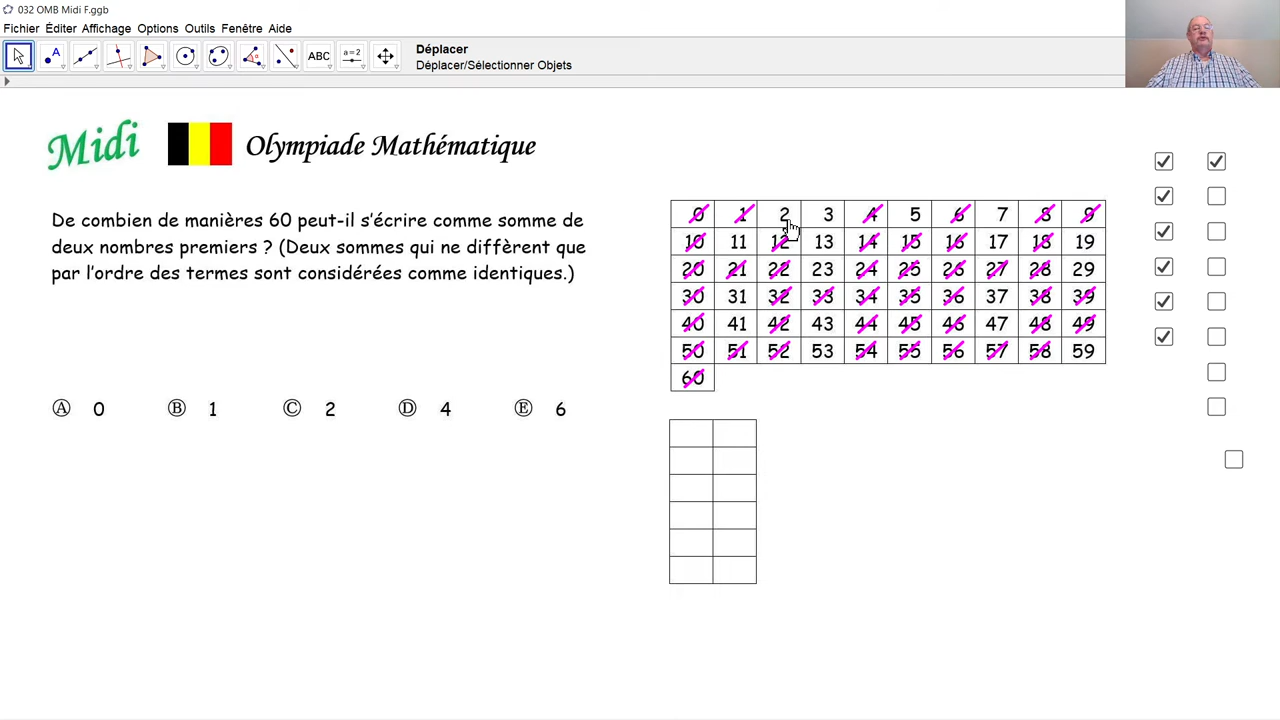 032 OMB Midi F.ggb
Fichier Éditer Affichage Options Outils Fenêtre Aide
A ABC a=2 Déplacer
Déplacer/Sélectionner Objets
Midi Olympiade Mathématique
De combien de manières 60 peut-il s'écrire comme somme de
deux nombres premiers ? (Deux sommes qui ne diffèrent que
par l'ordre des termes sont considérées comme identiques.)
A 0 B 1 C 2 D 4 E 6
0 1 2 3 4 5 6 7 8 9
10 11 12 13 14 15 16 17 18 19
20 21 22 23 24 25 26 27 28 29
30 31 32 33 34 35 36 37 38 39
40 41 42 43 44 45 46 47 48 49
50 51 52 53 54 55 56 57 58 59
60